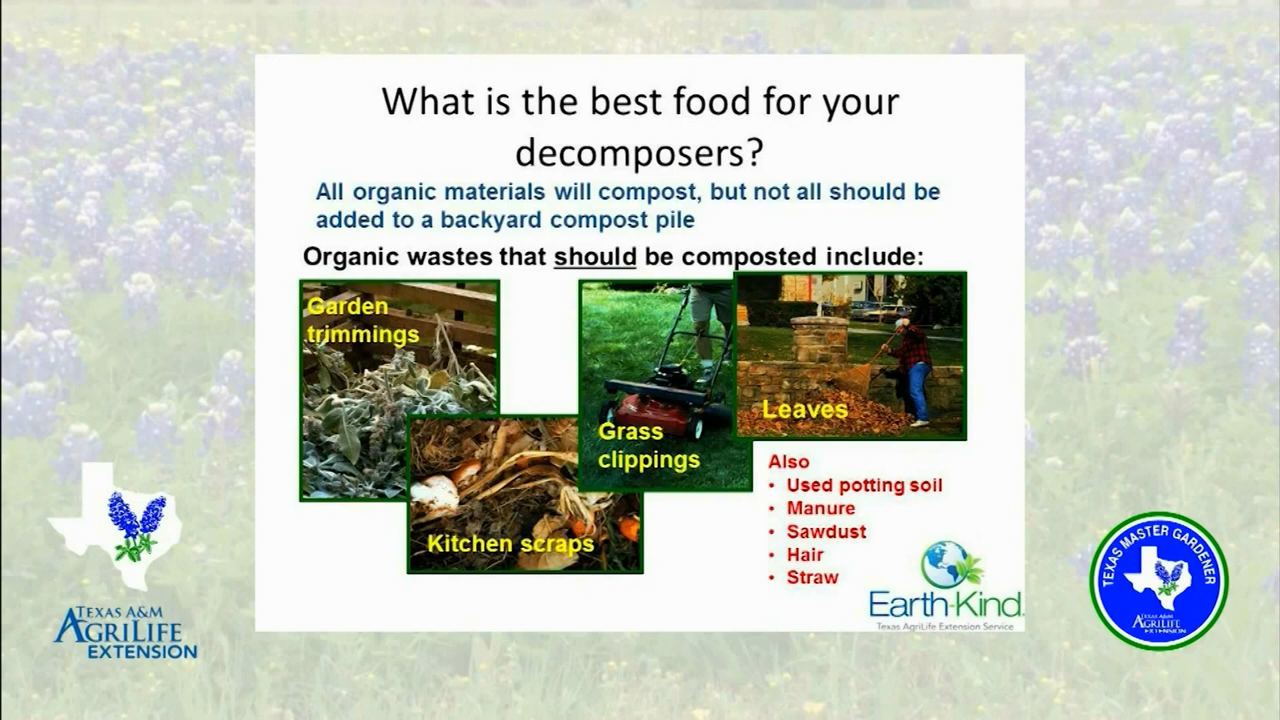 What is the best food for your
decomposers?
All organic materials will compost, but not all should be
added to a backyard compost pile
Organic wastes that should be composted include:
Garden
trimmings
Kitchen scraps
Grass
clippings
Leaves
Also
• Used potting soil
• Manure
• Sawdust
• Hair
• Straw
Earth-Kind.
Texas AgriLife Extension Service
TEXAS A&M
AGRILIFE
EXTENSION
TEXAS MASTER GARDENER
TEXAS A&M
AGRILIFE
EXTENSION